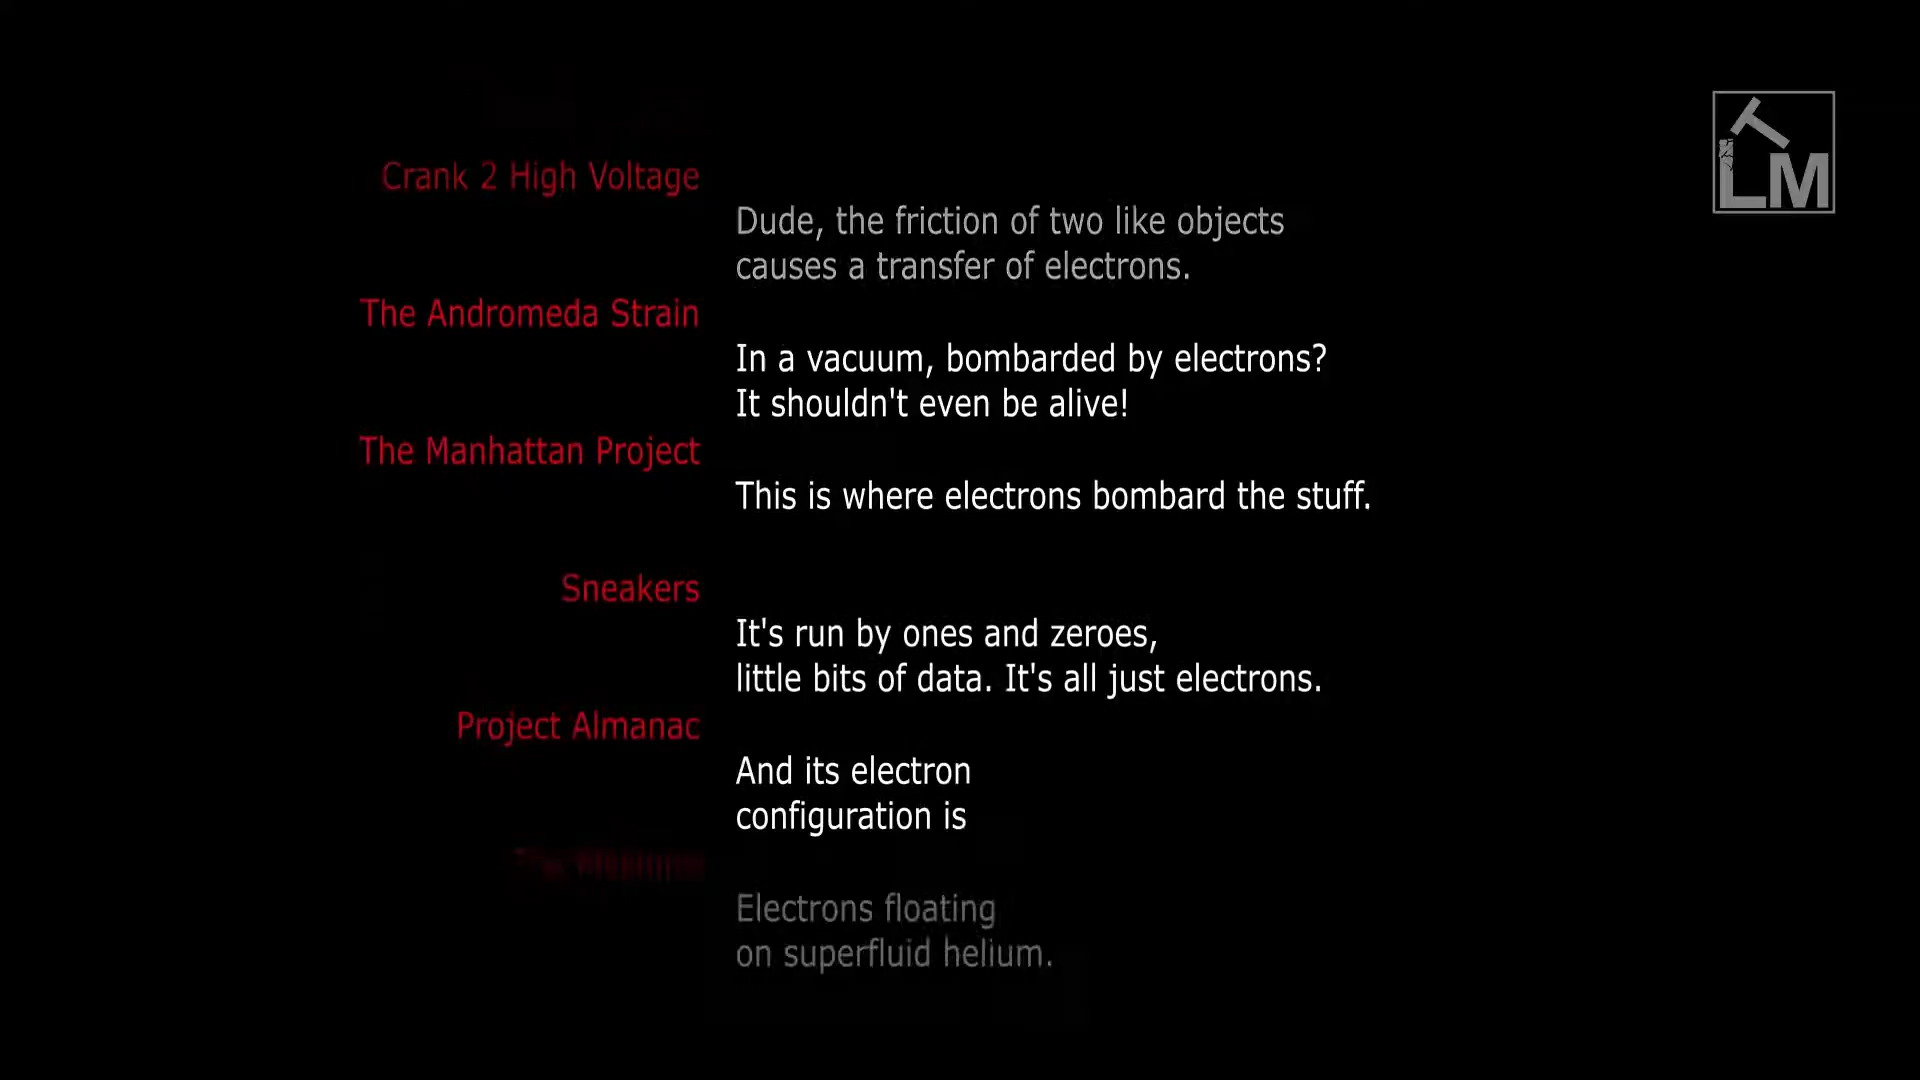 Crank 2 High Voltage
Dude, the friction of two like objects
causes a transfer of electrons.
The Andromeda Strain
In a vacuum, bombarded by electrons?
It shouldn't even be alive!
The Manhattan Project
This is where electrons bombard the stuff.
Sneakers
It's run by ones and zeroes,
little bits of data. It's all just electrons.
Project Almanac
And its electron
configuration is
The
Electrons floating
on superfluid helium.
LTM